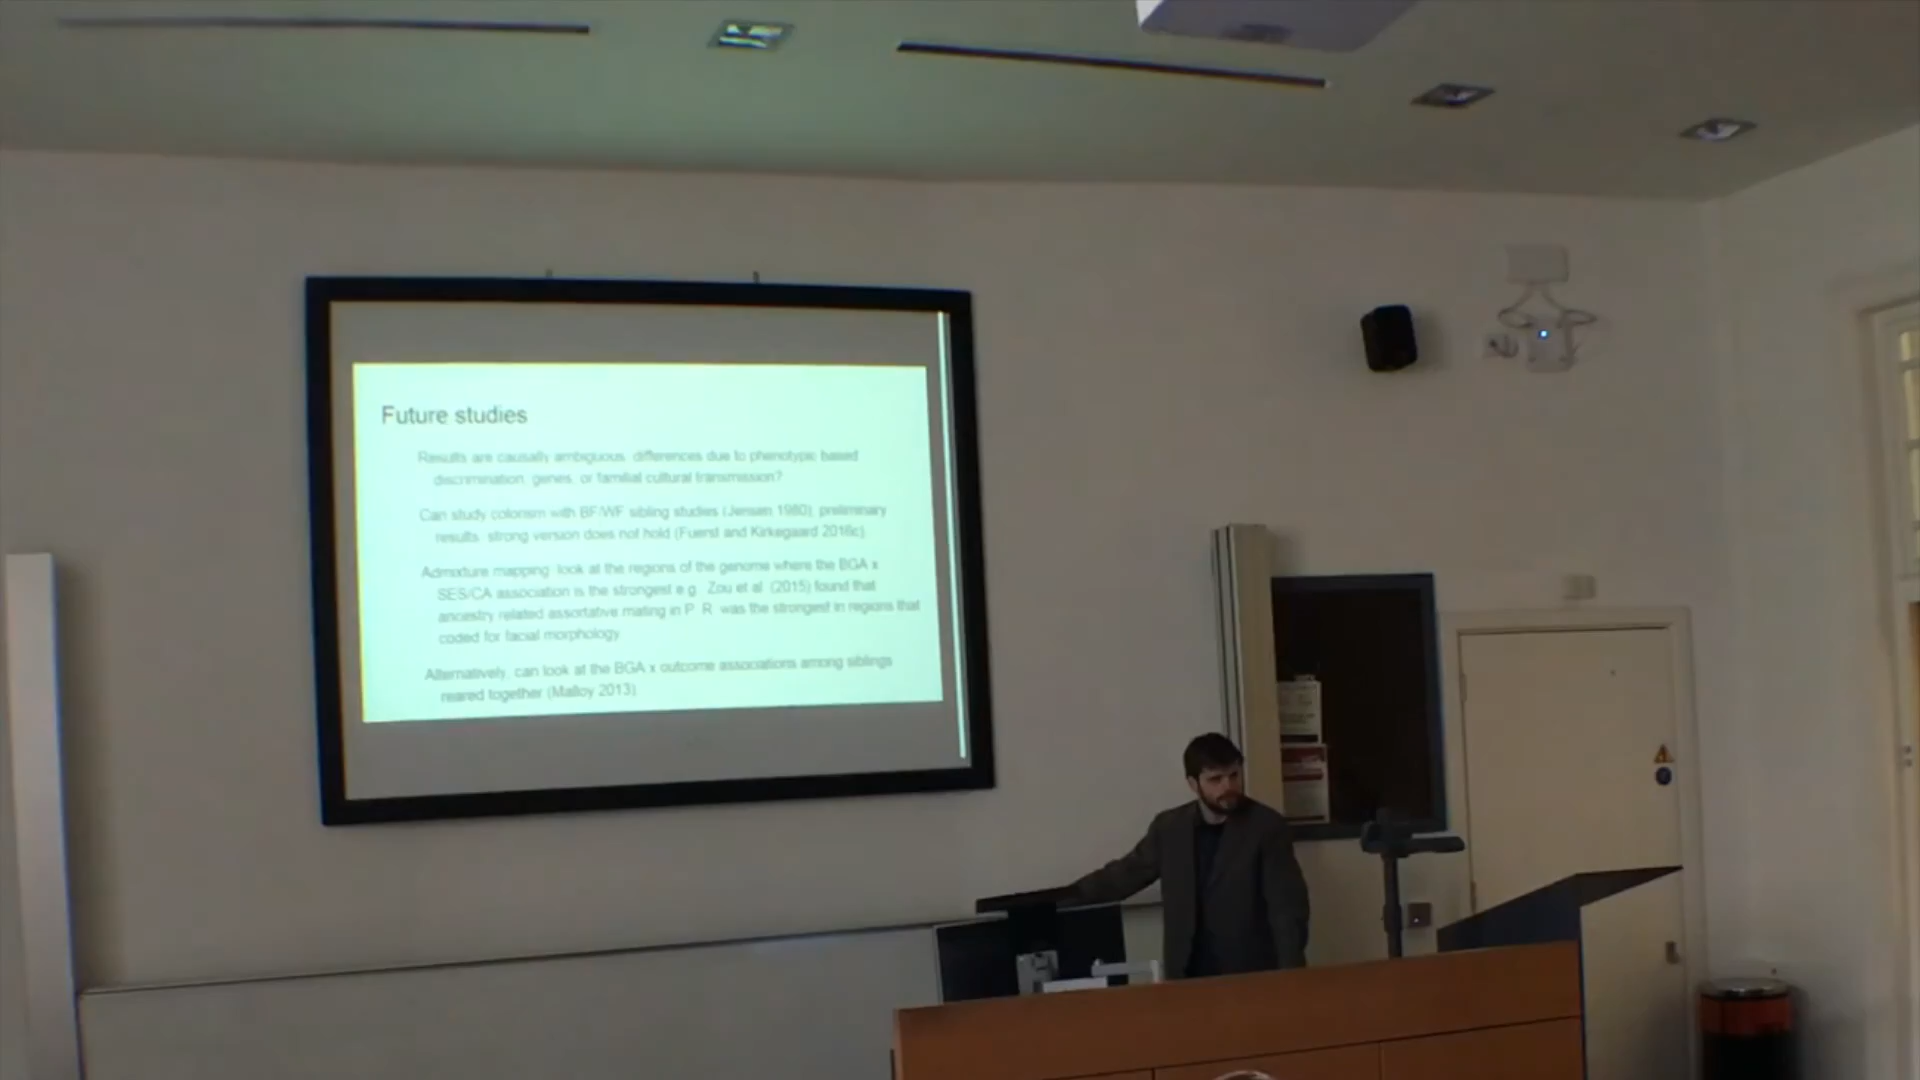 Future studies
Results are causally ambiguous: differences due to phenotypic based
discrimination, genes, or familial cultural transmission?
Can study colorism with BF/WF sibling studies (Jensen 1980); preliminary
results: strong version does not hold (Fuerst and Kirkegaard 2016c).
Admixture mapping: look at the regions of the genome where the BGA x
SES/CA association is the strongest e.g. Zou et al. (2015) found that
ancestry related assortative mating in P. R. was the strongest in regions that
coded for facial morphology
Alternatively, can look at the BGA x outcome associations among siblings
reared together (Malloy 2013)